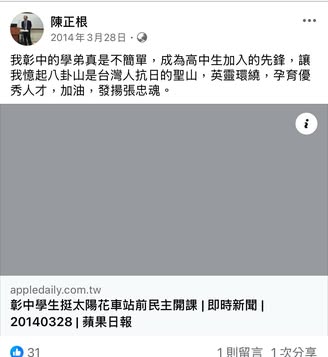 陳正根
2014年3月28日
我彰中的學弟真是不簡單，成為高中生加入的先鋒，讓
我憶起八卦山是台灣人抗日的聖山，英靈環繞，孕育優
秀人才，加油，發揚張忠魂。
appledaily.com.tw
彰中學生挺太陽花車站前民主開課 | 即時新聞 |
20140328 | 蘋果日報
31 1則留言 1次分享